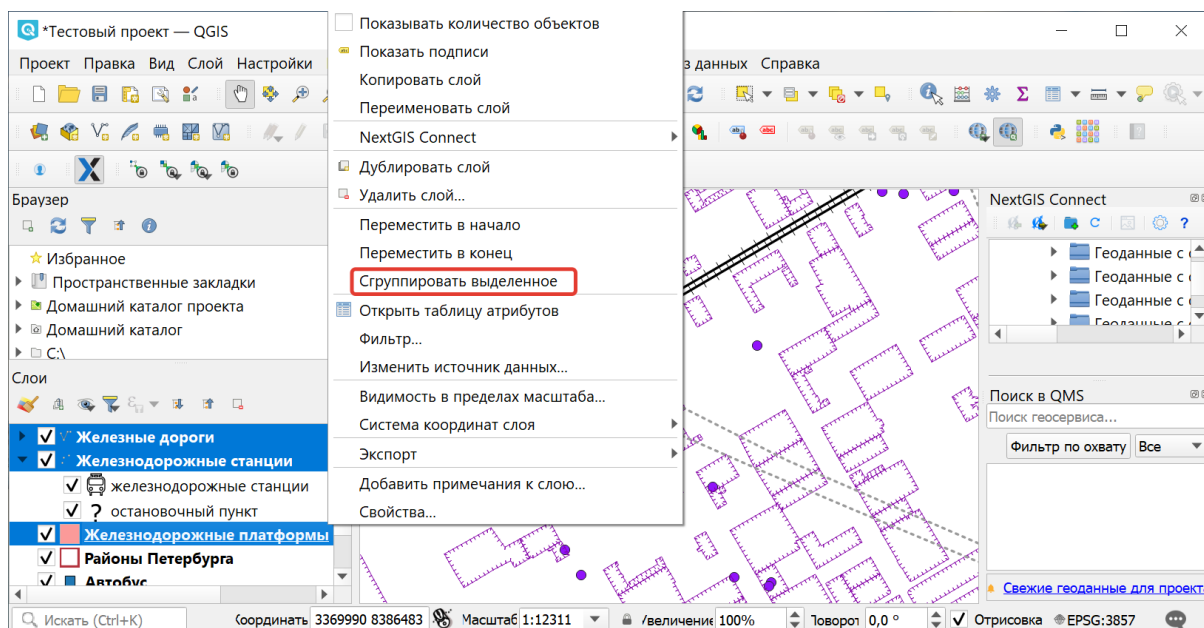 *Тестовый проект — QGIS
Проект Правка Вид Слой Настройки
з данных Справка
Показывать количество объектов
abc
Показать подписи
Копировать слой
Переименовать слой
NextGIS Connect
Дублировать слой
Удалить слой...
Переместить в начало
Переместить в конец
Сгруппировать выделенное
Открыть таблицу атрибутов
Фильтр...
Изменить источник данных...
Видимость в пределах масштаба...
Система координат слоя
Экспорт
Добавить примечания к слою...
Свойства...
Браузер
Избранное
Пространственные закладки
Домашний каталог проекта
Домашний каталог
C:\
Слои
Железные дороги
Железнодорожные станции
железнодорожные станции
? остановочный пункт
Железнодорожные платформы
Районы Петербурга
Автобус
NextGIS Connect
Геоданные с
Геоданные с
Геоданные с
Геоданные с
Поиск в QMS
Поиск геосервиса...
Фильтр по охвату Все
Свежие геоданные для проект
Искать (Ctrl+K) Координать 3369990 8386483 Масштаб 1:12311 /величение 100% Ловорот 0,0 ° Отрисовка EPSG:3857